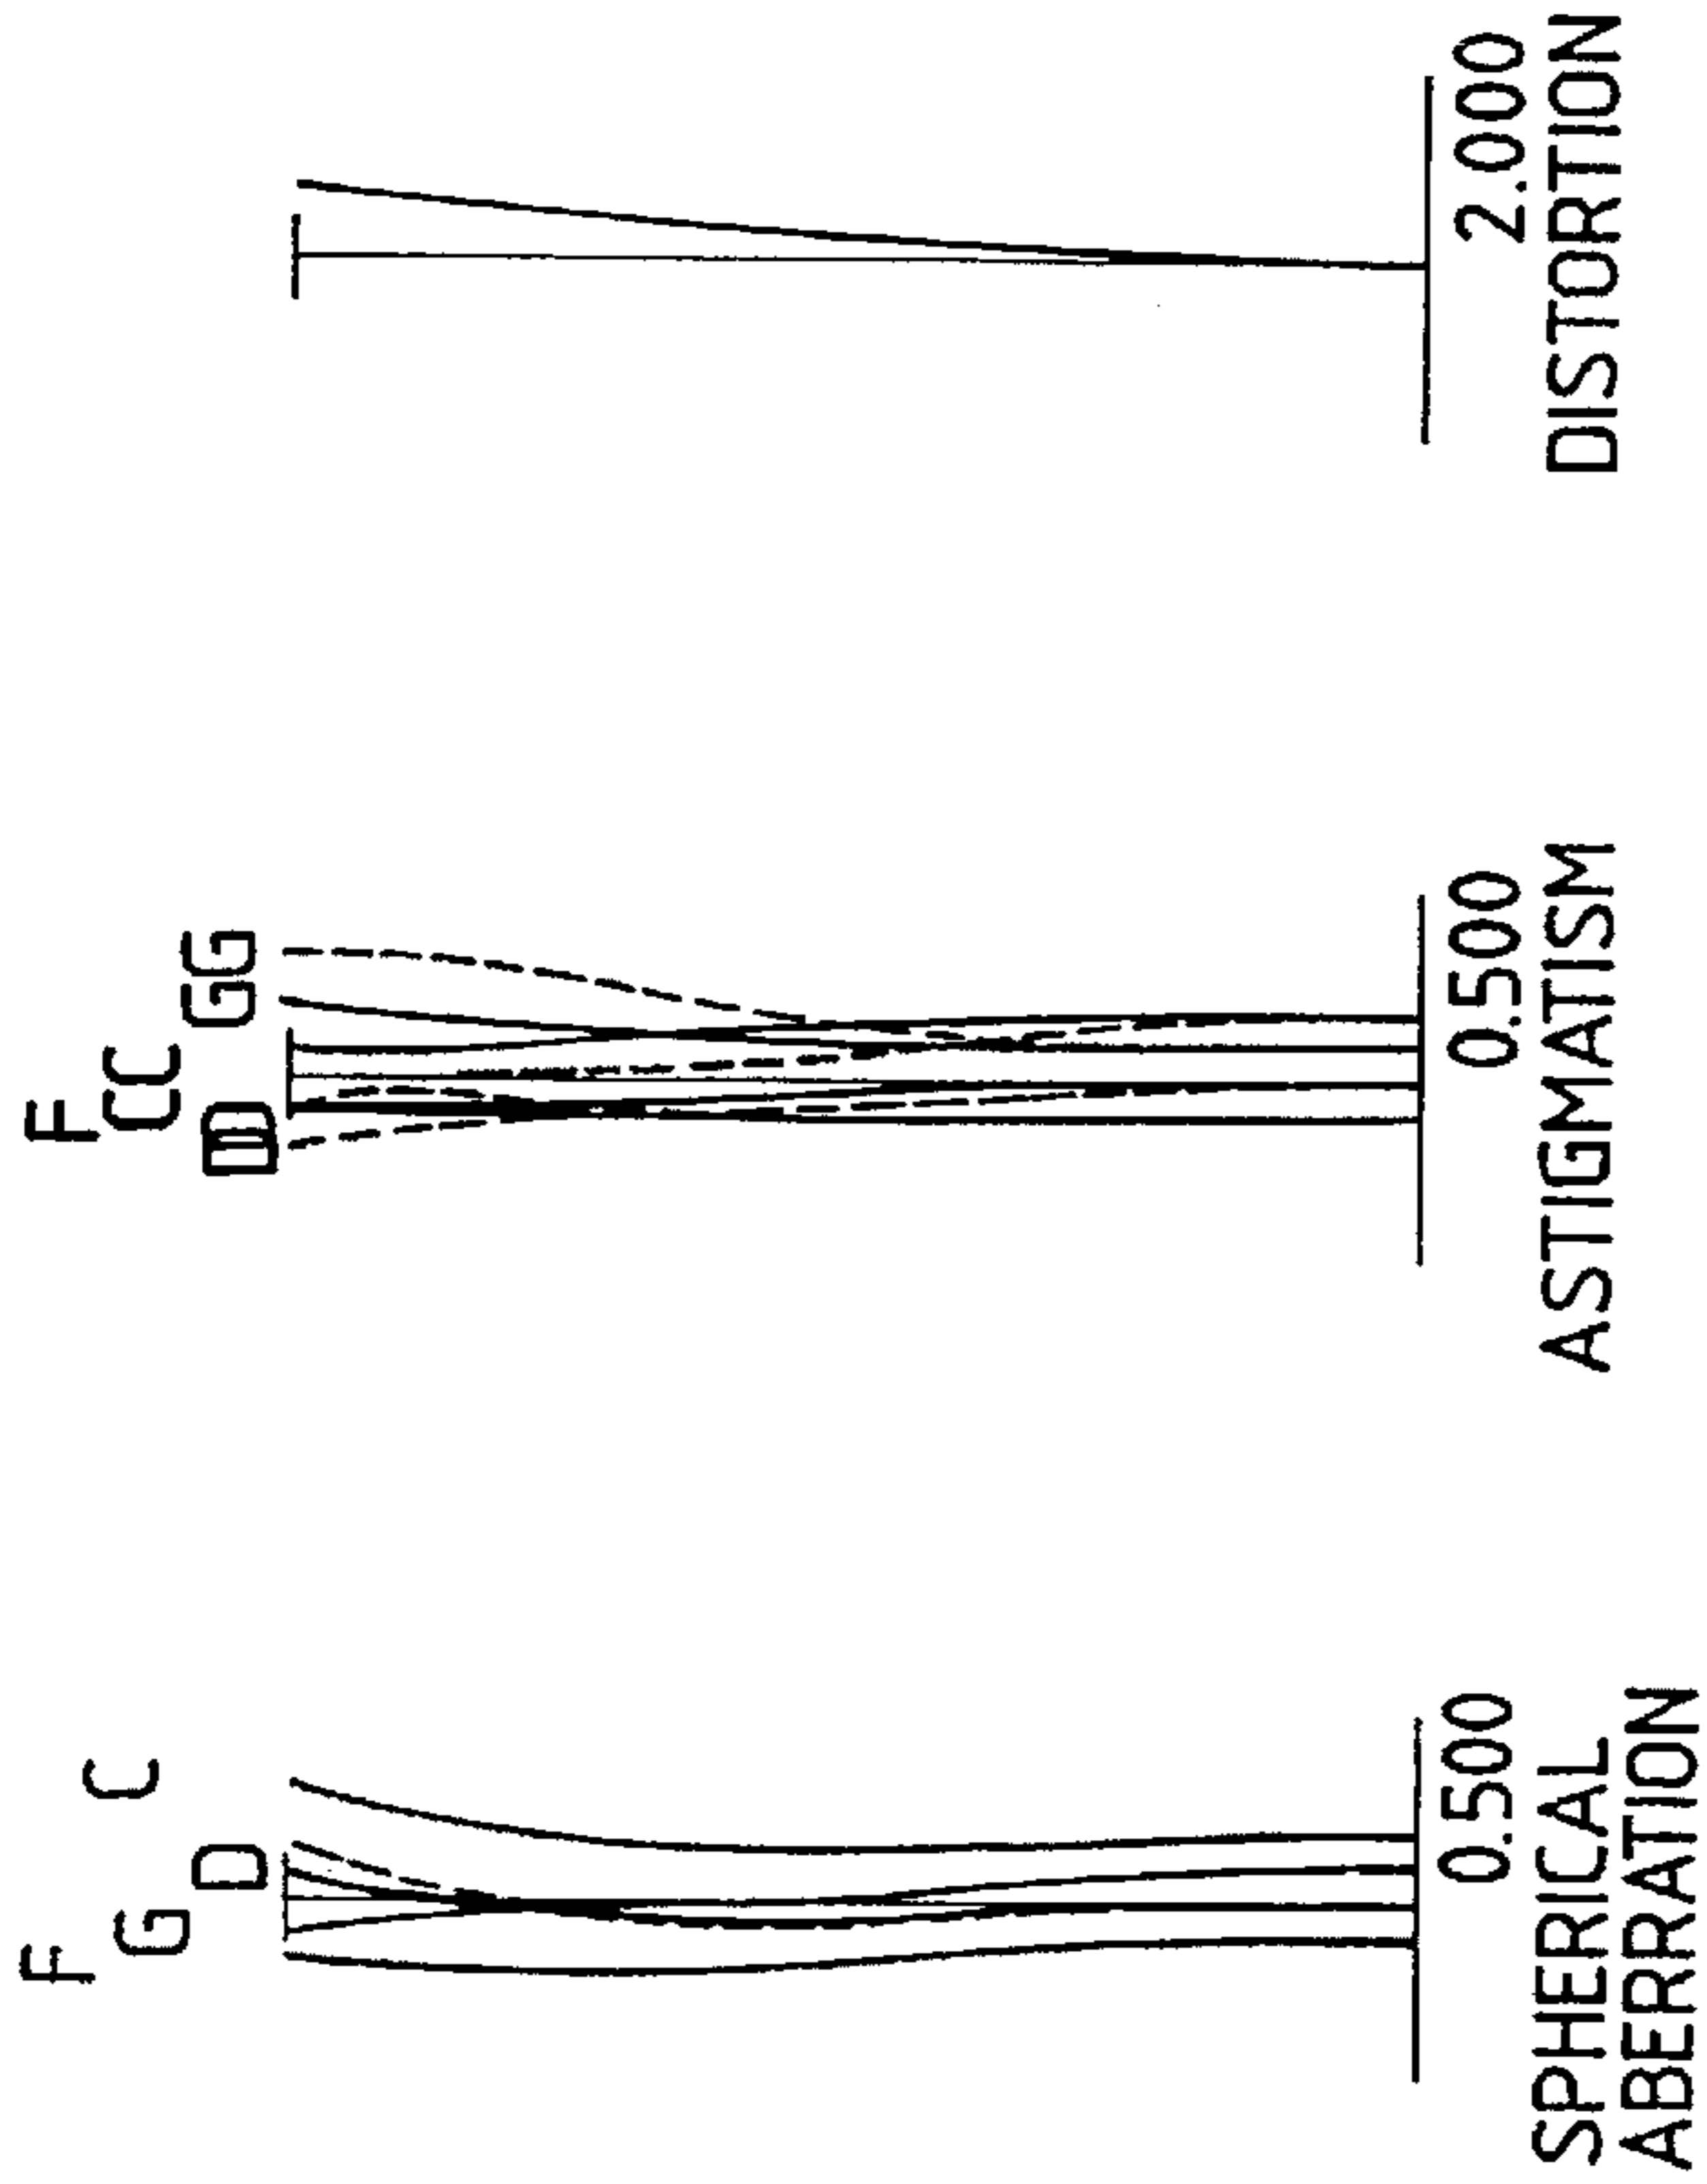 F
C
G
D
0.500
SPHERICAL
ABERRATION
F
CC
GG
DD
0.500
ASTIGMATISM
2.000
DISTORTION